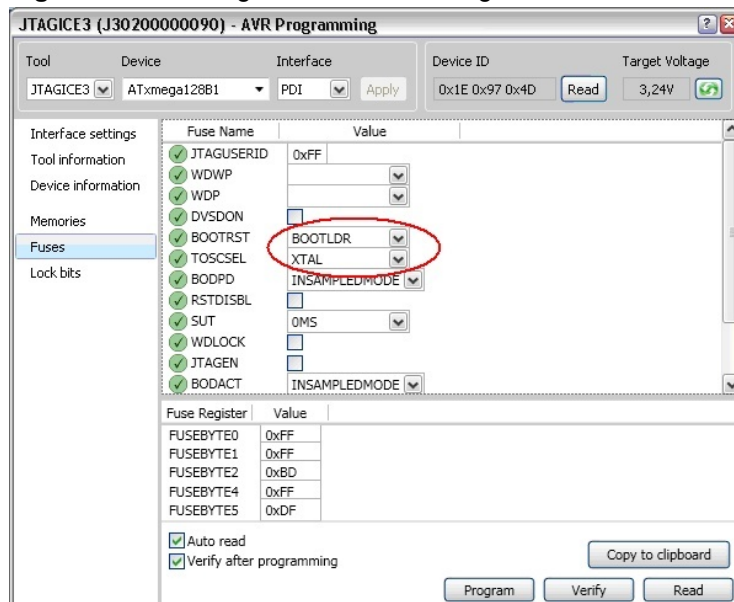 JTAGICE3 (J30200000090) - AVR Programming
Tool Device Interface Device ID Target Voltage
JTAGICE3 ATxmega128B1 PDI Apply 0x1E 0x97 0x4D Read 3,24V
Interface settings
Tool information
Device information
Memories
Fuses
Lock bits
Fuse Name Value
JTAGUSERID 0xFF
WDWP
WDP
DVSDON
BOOTRST BOOTLDR
TOSCSEL XTAL
BODPD INSAMPLEDMODE
RSTDISBL
SUT 0MS
WDLOCK
JTAGEN
BODACT INSAMPLEDMODE
Fuse Register Value
FUSEBYTE0 0xFF
FUSEBYTE1 0xFF
FUSEBYTE2 0xBD
FUSEBYTE4 0xFF
FUSEBYTE5 0xDF
Auto read
Verify after programming
Copy to clipboard
Program Verify Read